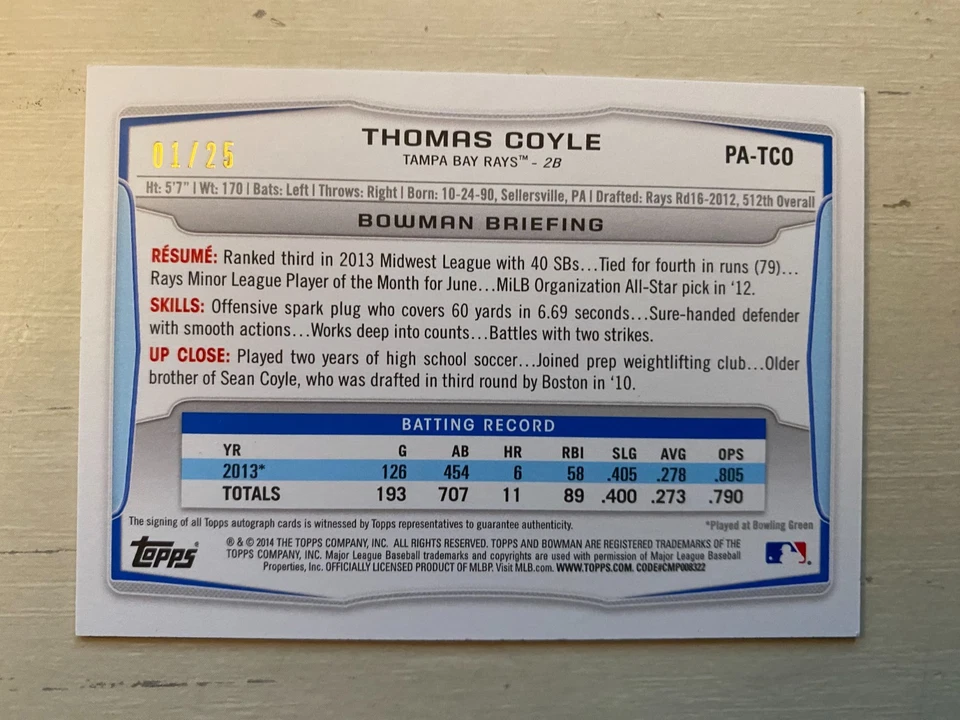 01/25
THOMAS COYLE
TAMPA BAY RAYS™ - 2B
PA-TCO
Ht: 5'7" | Wt: 170 | Bats: Left | Throws: Right | Born: 10-24-90, Sellersville, PA | Drafted: Rays Rd16-2012, 512th Overall
BOWMAN BRIEFING
RÉSUMÉ: Ranked third in 2013 Midwest League with 40 SBs...Tied for fourth in runs (79)...
Rays Minor League Player of the Month for June...MiLB Organization All-Star pick in '12.
SKILLS: Offensive spark plug who covers 60 yards in 6.69 seconds...Sure-handed defender
with smooth actions...Works deep into counts...Battles with two strikes.
UP CLOSE: Played two years of high school soccer...Joined prep weightlifting club...Older
brother of Sean Coyle, who was drafted in third round by Boston in '10.
BATTING RECORD
YR G AB HR RBI SLG AVG OPS
2013* 126 454 6 58 .405 .278 .805
TOTALS 193 707 11 89 .400 .273 .790
The signing of all Topps autograph cards is witnessed by Topps representatives to guarantee authenticity.
*Played at Bowling Green
Topps
® & © 2014 THE TOPPS COMPANY, INC. ALL RIGHTS RESERVED. TOPPS AND BOWMAN ARE REGISTERED TRADEMARKS OF THE
TOPPS COMPANY, INC. Major League Baseball trademarks and copyrights are used with permission of Major League Baseball
Properties, Inc. OFFICIALLY LICENSED PRODUCT OF MLBP. Visit MLB.com. WWW.TOPPS.COM. CODE#CMP008322